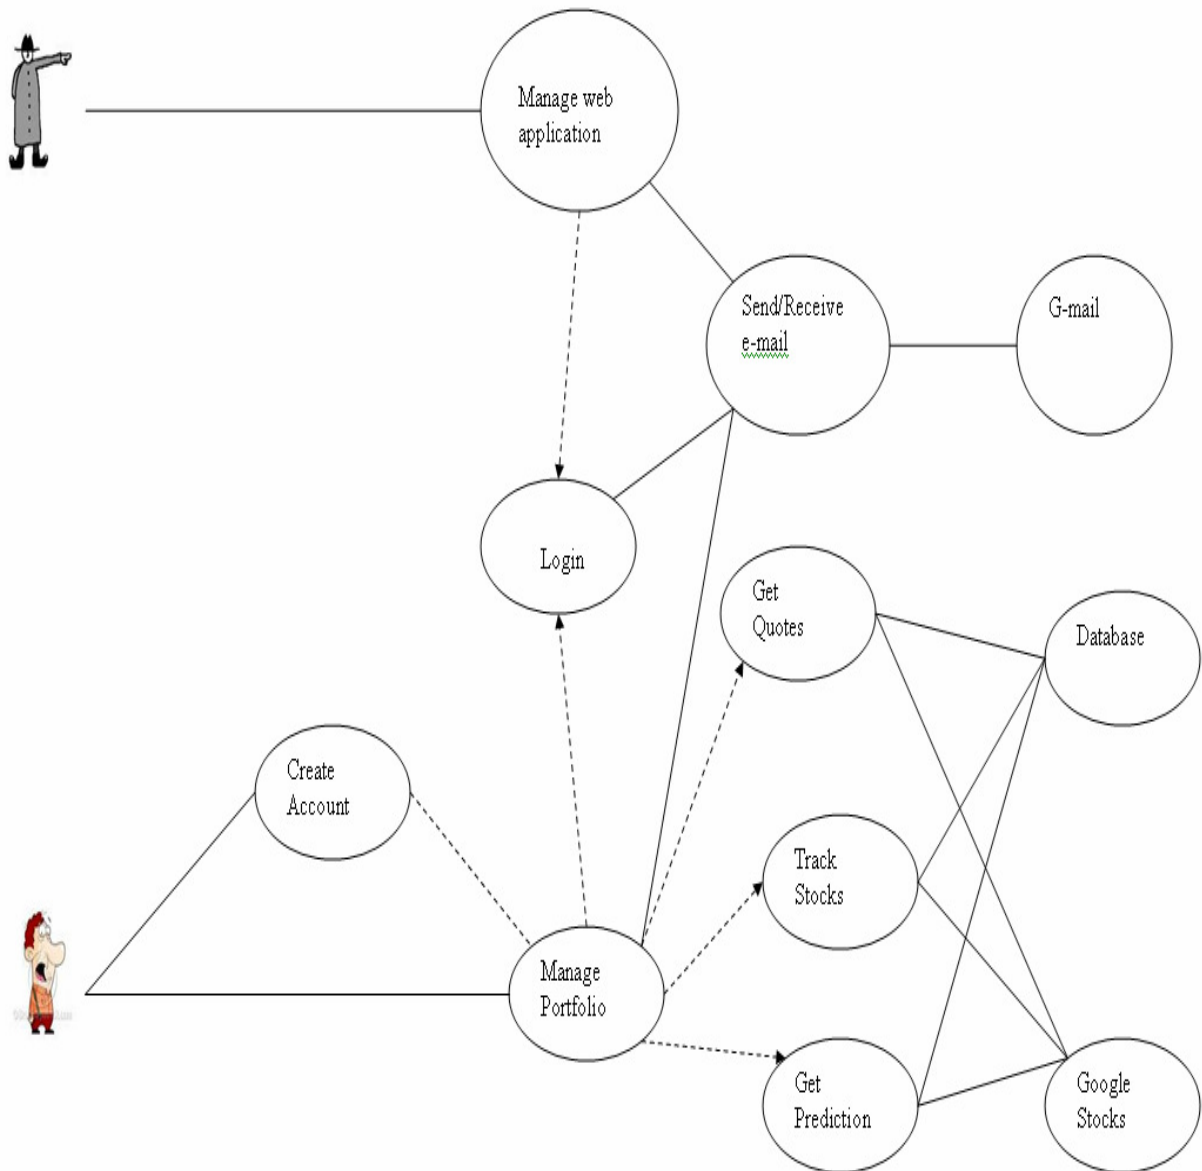 Manage web
application
Send/Receive
e-mail
G-mail
Login
Get
Quotes
Database
Create
Account
Track
Stocks
Manage
Portfolio
Get
Prediction
Google
Stocks